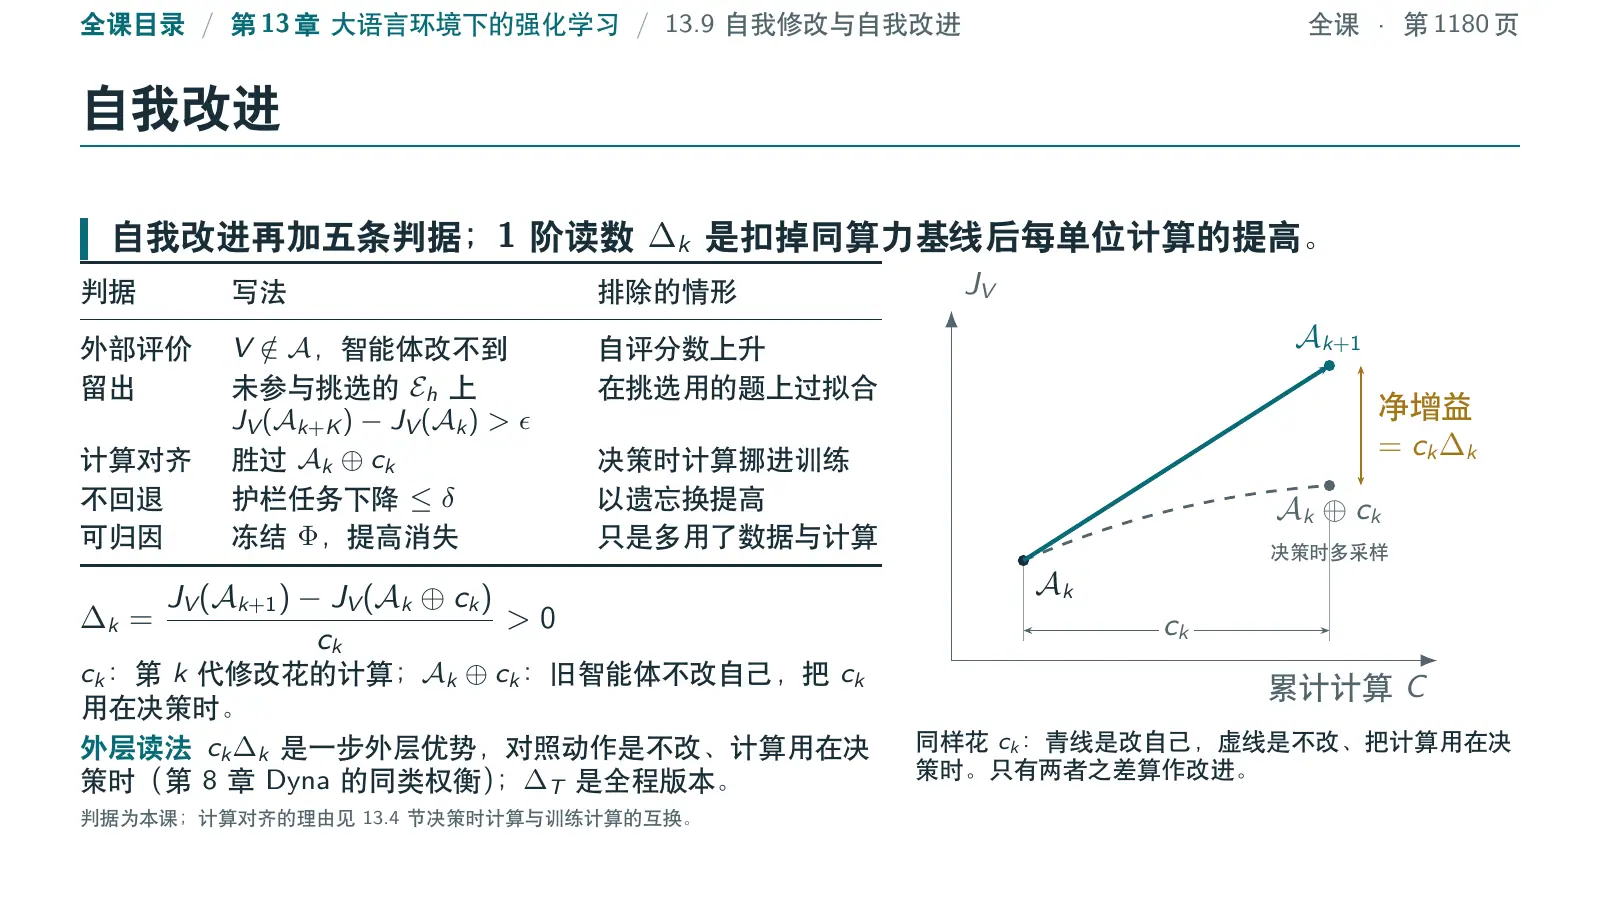 全课目录 / 第 13 章 大语言环境下的强化学习 / 13.9 自我修改与自我改进
全课 · 第 1180 页
自我改进
自我改进再加五条判据；1 阶读数 Δₖ 是扣掉同算力基线后每单位计算的提高。
判据 写法 排除的情形
外部评价 V ∉ 𝒜，智能体改不到 自评分数上升
留出 未参与挑选的 ℰₕ 上 在挑选用的题上过拟合
J_V(𝒜_{k+K}) − J_V(𝒜_k) > ϵ
计算对齐 胜过 𝒜_k ⊕ c_k 决策时计算挪进训练
不回退 护栏任务下降 ≤ δ 以遗忘换提高
可归因 冻结 Φ，提高消失 只是多用了数据与计算
Δ_k = (J_V(𝒜_{k+1}) − J_V(𝒜_k ⊕ c_k)) / c_k > 0
c_k：第 k 代修改花的计算；𝒜_k ⊕ c_k：旧智能体不改自己，把 c_k
用在决策时。
外层读法 c_kΔ_k 是一步外层优势，对照动作是不改、计算用在决
策时（第 8 章 Dyna 的同类权衡）；Δ_T 是全程版本。
判据为本课；计算对齐的理由见 13.4 节决策时计算与训练计算的互换。
J_V
𝒜_{k+1}
净增益
= c_kΔ_k
𝒜_k ⊕ c_k
决策时多采样
𝒜_k
c_k
累计计算 C
同样花 c_k：青线是改自己，虚线是不改、把计算用在决
策时。只有两者之差算作改进。